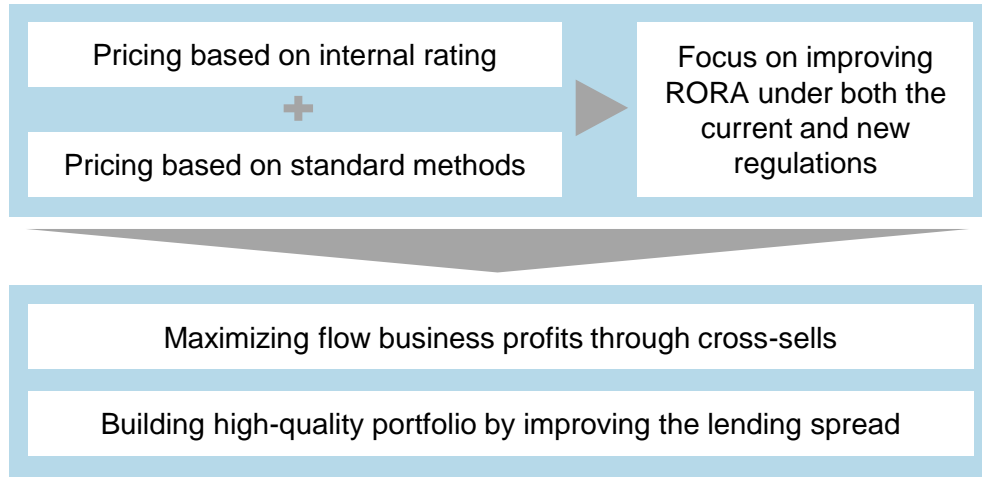 Pricing based on internal rating
Pricing based on standard methods
Focus on improving
RORA under both the
current and new
regulations
Maximizing flow business profits through cross-sells
Building high-quality portfolio by improving the lending spread